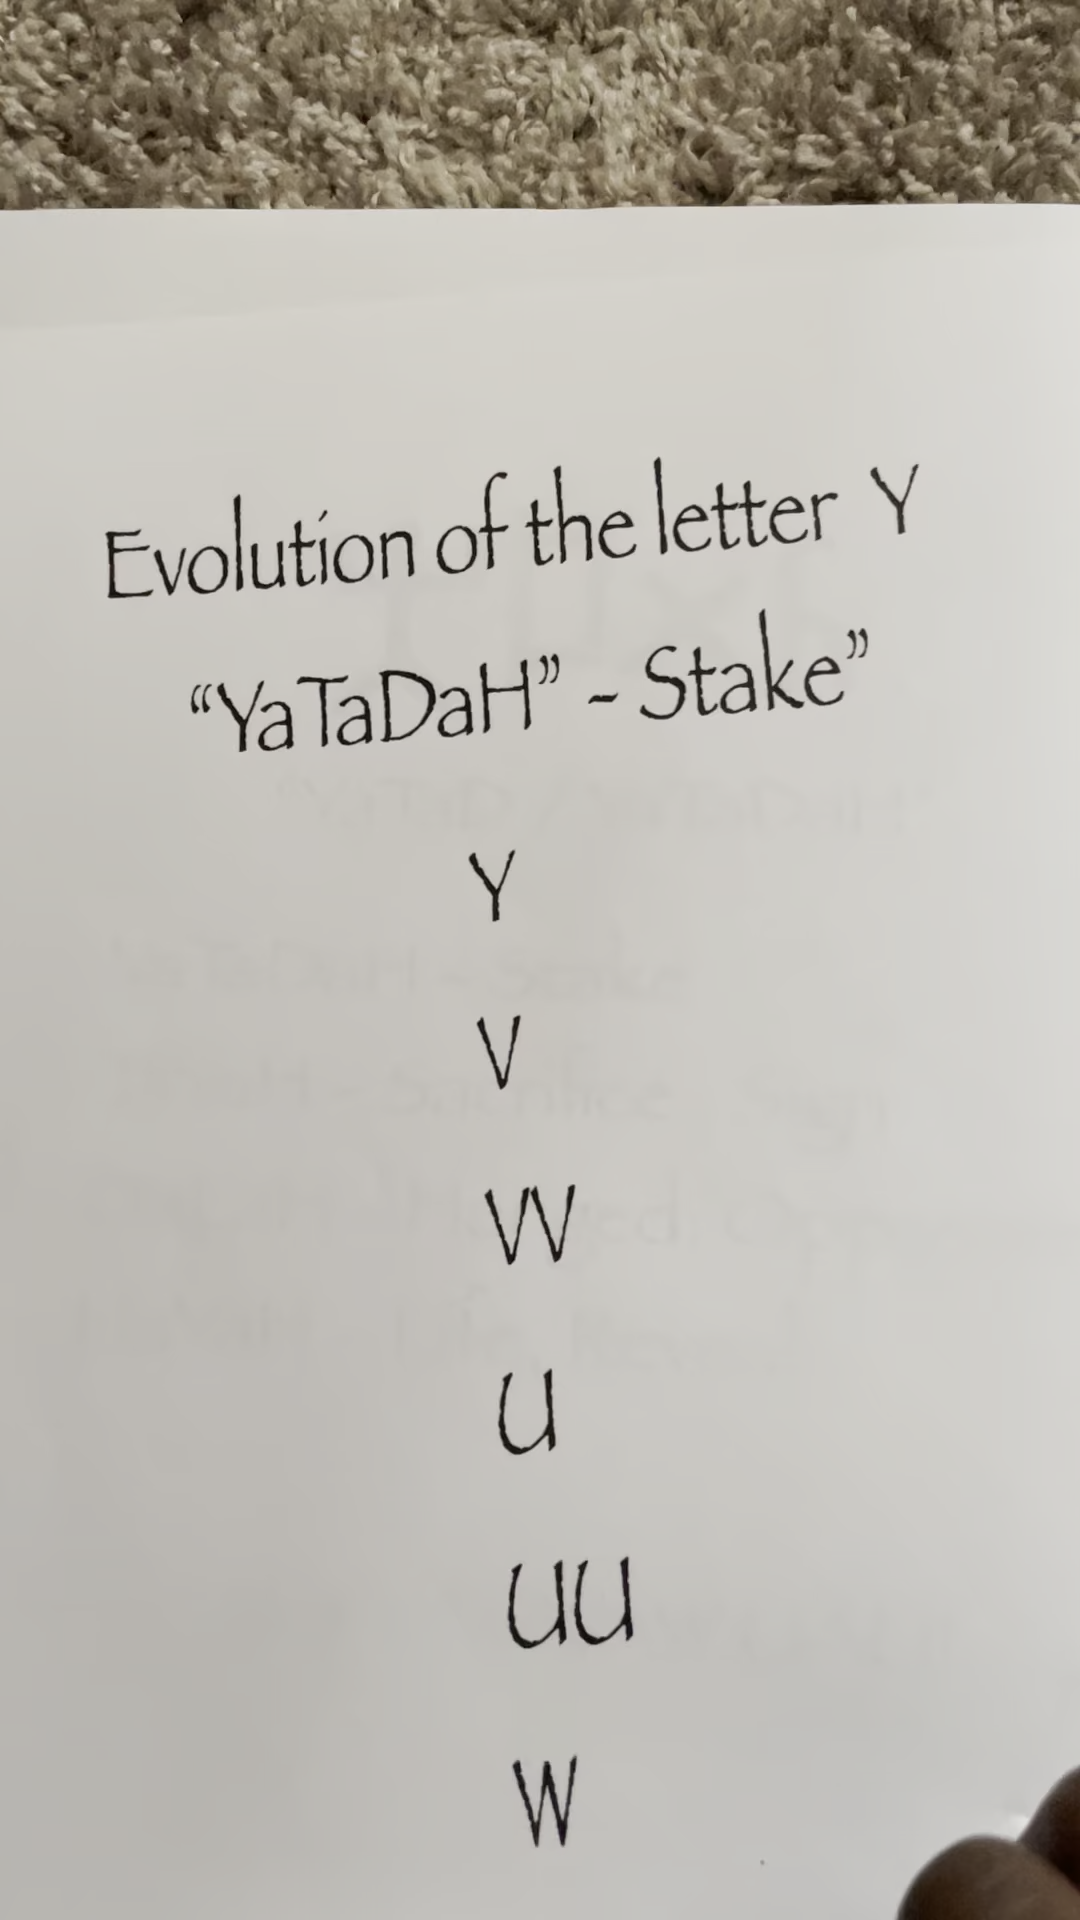 Evolution of the letter Y
“YaTaDaH” - Stake”
Y
V
VV
U
UU
W